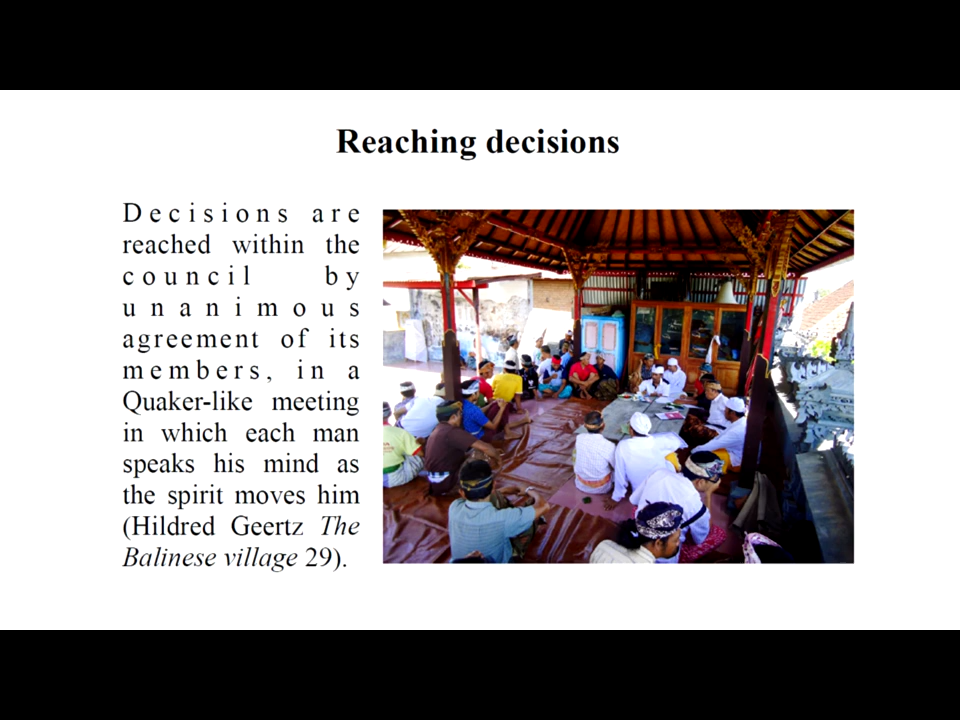 Reaching decisions
Decisions are
reached within the
council by
unanimous
agreement of its
members, in a
Quaker-like meeting
in which each man
speaks his mind as
the spirit moves him
(Hildred Geertz The
Balinese village 29).